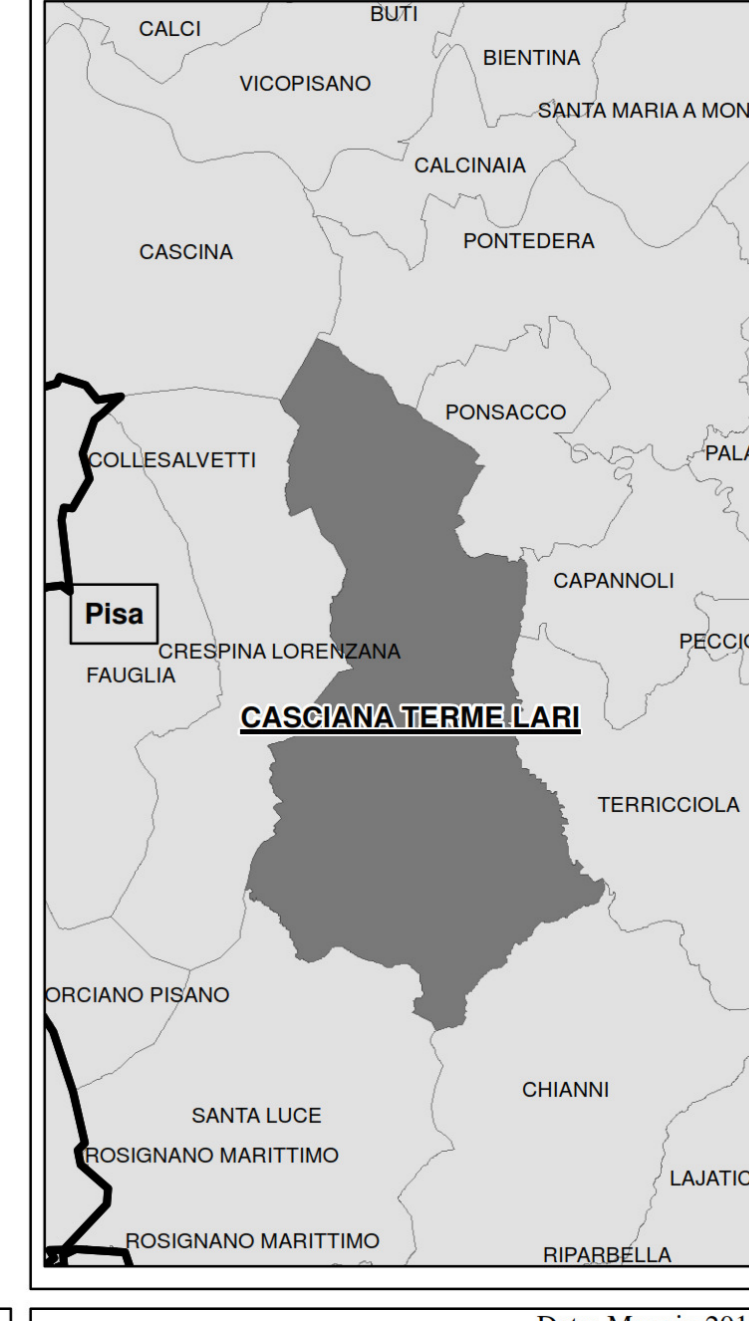 BUTI
CALCI
BIENTINA
VICOPISANO
SANTA MARIA A MON
CALCINAIA
PONTEDERA
CASCINA
PONSACCO
PALA
COLLESALVETTI
CAPANNOLI
Pisa
PECCIO
CRESPINA LORENZANA
FAUGLIA
CASCIANA TERME LARI
TERRICCIOLA
ORCIANO PISANO
CHIANNI
SANTA LUCE
ROSIGNANO MARITTIMO
LAJATIC
ROSIGNANO MARITTIMO
RIPARBELLA